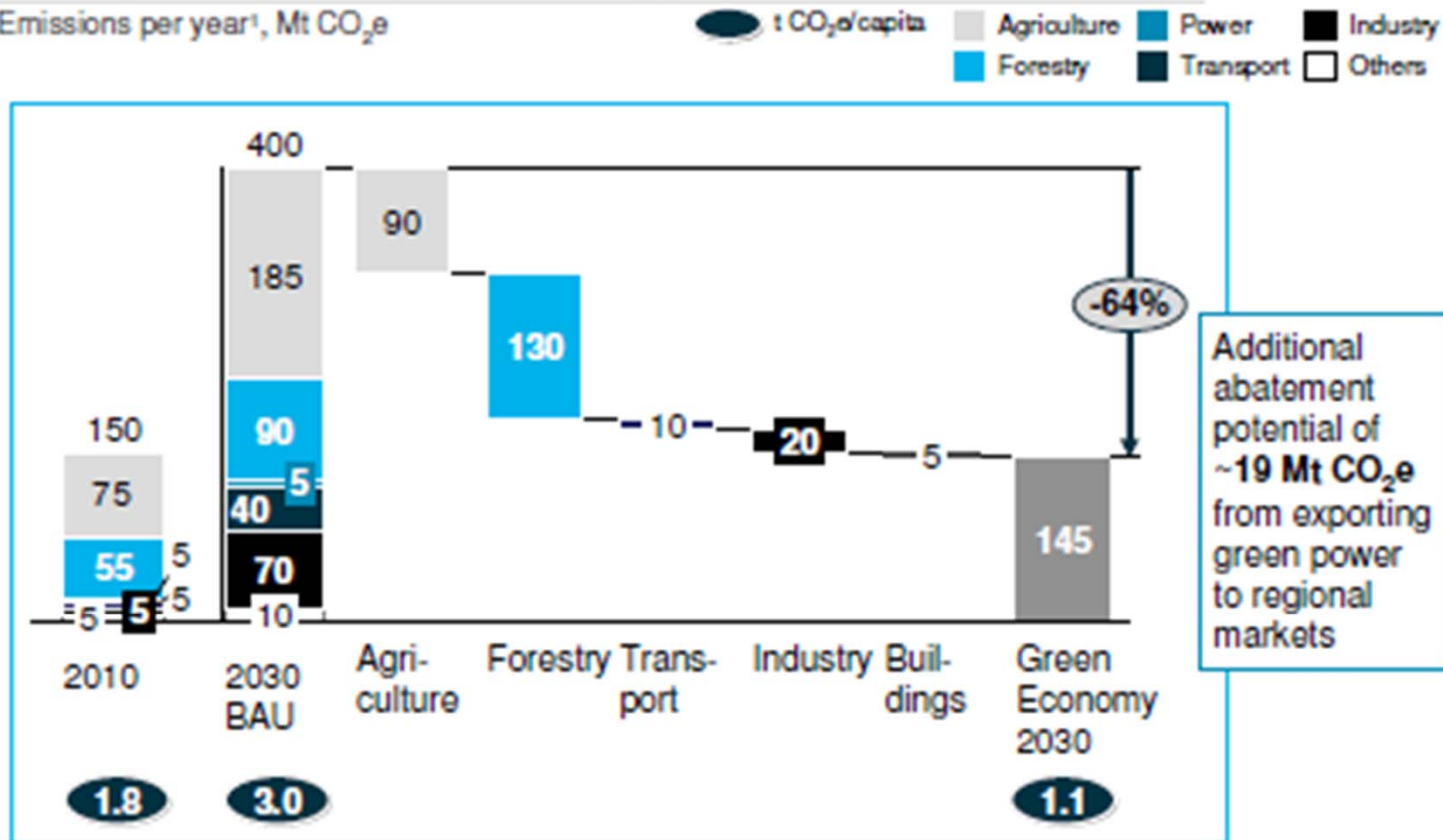 Emissions per year¹, Mt CO₂e
t CO₂e/capita
Agriculture
Power
Industry
Forestry
Transport
Others
400
90
185
-64%
130
Additional
abatement
potential of
~19 Mt CO₂e
from exporting
green power
to regional
markets
150
90
10
20
5
75
5
40
145
55
5
70
5
5
5
10
2010
2030
BAU
Agri-
culture
Forestry
Trans-
port
Industry
Buil-
dings
Green
Economy
2030
1.8
3.0
1.1